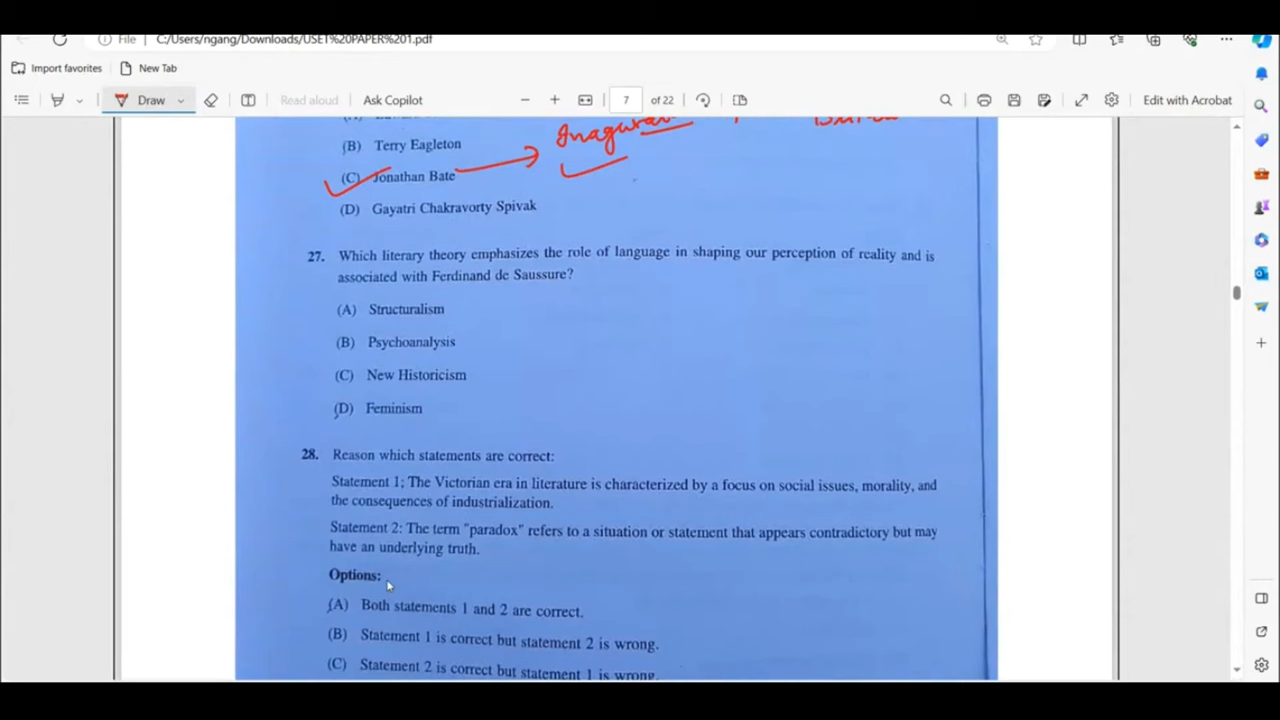 File C:/Users/ngang/Downloads/USET%20PAPER%201.pdf
Import favorites New Tab
Draw Read aloud Ask Copilot 7 of 22 Edit with Acrobat
(B) Terry Eagleton
(C) Jonathan Bate
(D) Gayatri Chakravorty Spivak
27. Which literary theory emphasizes the role of language in shaping our perception of reality and is
associated with Ferdinand de Saussure?
(A) Structuralism
(B) Psychoanalysis
(C) New Historicism
(D) Feminism
28. Reason which statements are correct:
Statement 1; The Victorian era in literature is characterized by a focus on social issues, morality, and
the consequences of industrialization.
Statement 2: The term "paradox" refers to a situation or statement that appears contradictory but may
have an underlying truth.
Options:
(A) Both statements 1 and 2 are correct.
(B) Statement 1 is correct but statement 2 is wrong.
(C) Statement 2 is correct but statement 1 is wrong.